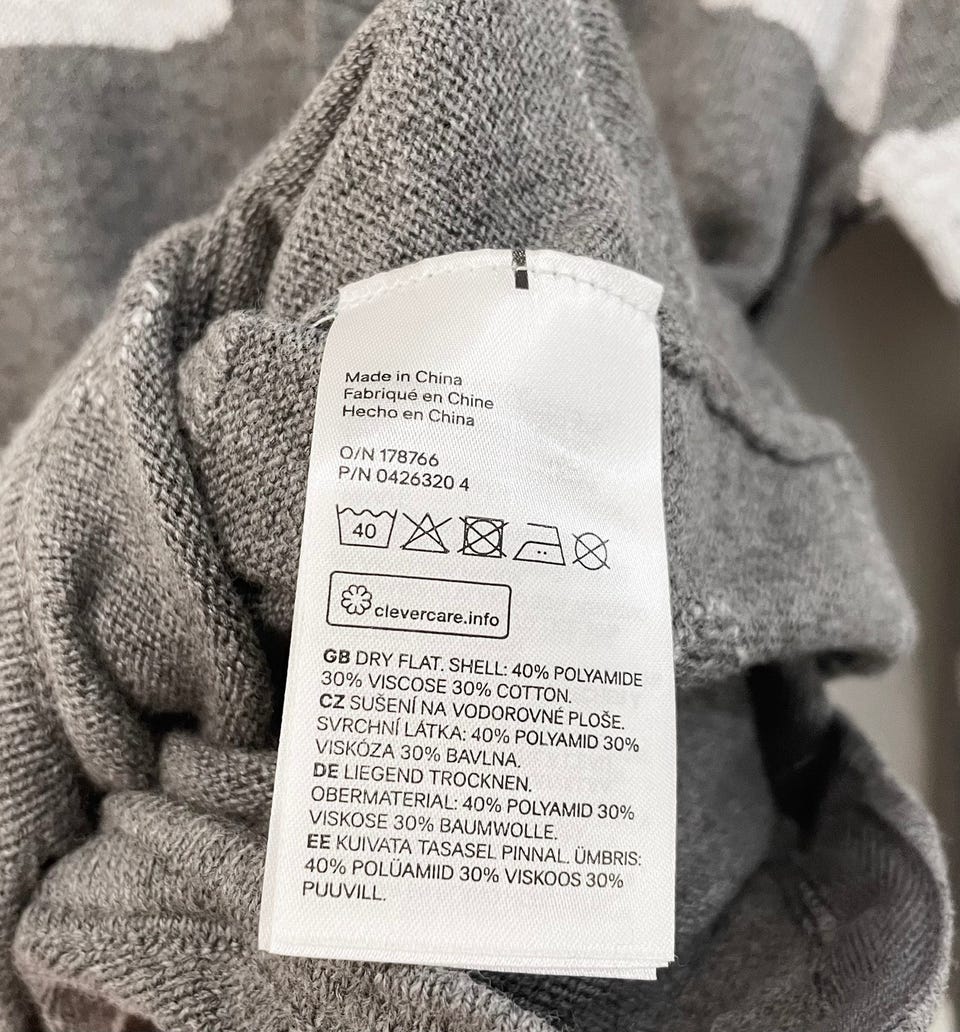 Made in China
Fabriqué en Chine
Hecho en China
O/N 178766
P/N 0426320 4
40
clevercare.info
GB DRY FLAT. SHELL: 40% POLYAMIDE
30% VISCOSE 30% COTTON.
CZ SUŠENÍ NA VODOROVNÉ PLOŠE.
SVRCHNÍ LÁTKA: 40% POLYAMID 30%
VISKÓZA 30% BAVLNA.
DE LIEGEND TROCKNEN.
OBERMATERIAL: 40% POLYAMID 30%
VISKOSE 30% BAUMWOLLE.
EE KUIVATA TASASEL PINNAL. ÜMBRIS:
40% POLÜAMIID 30% VISKOOS 30%
PUUVILL.